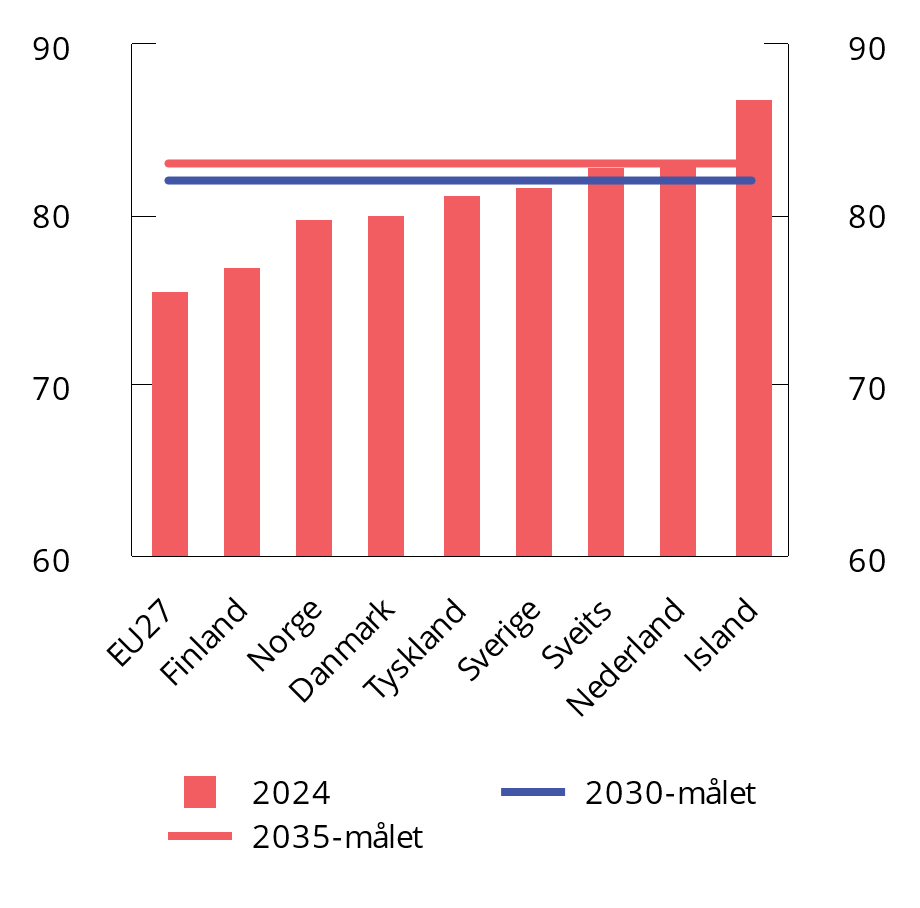 90 90
80 80
70 70
60 60
EU27 Finland Norge Danmark Tyskland Sverige Sveits Nederland Island
2024 2030-målet
2035-målet